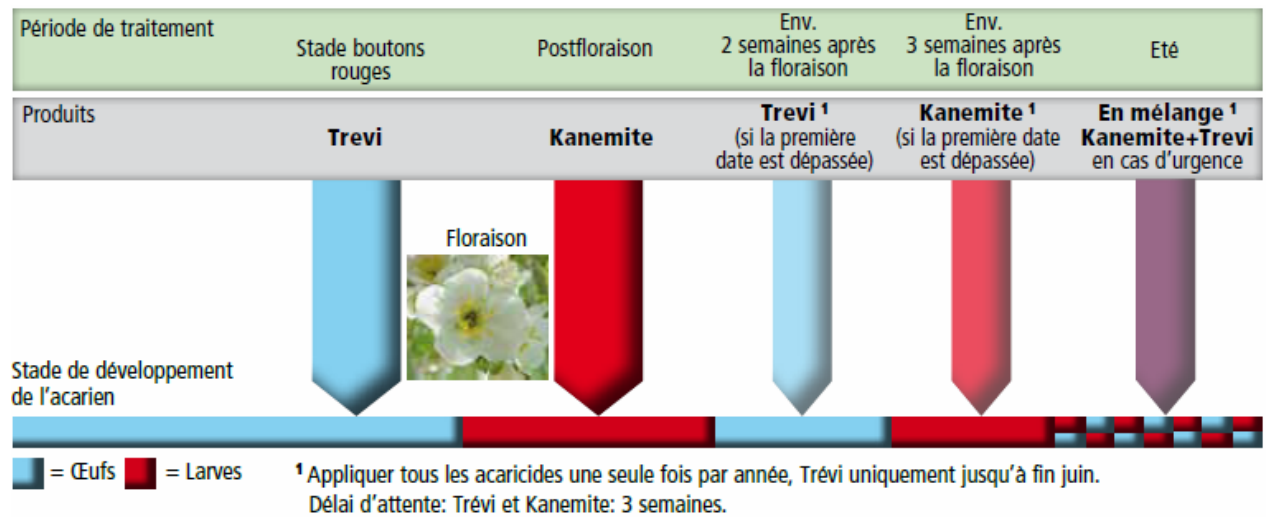 Période de traitement
Stade boutons
rouges
Postfloraison
Env.
2 semaines après
la floraison
Env.
3 semaines après
la floraison
Eté
Produits
Trevi
Kanemite
Trevi ¹
(si la première
date est dépassée)
Kanemite ¹
(si la première date
est dépassée)
En mélange ¹
Kanemite+Trevi
en cas d'urgence
Floraison
Stade de développement
de l'acarien
= Œufs
= Larves
¹ Appliquer tous les acaricides une seule fois par année, Trévi uniquement jusqu'à fin juin.
Délai d'attente: Trévi et Kanemite: 3 semaines.